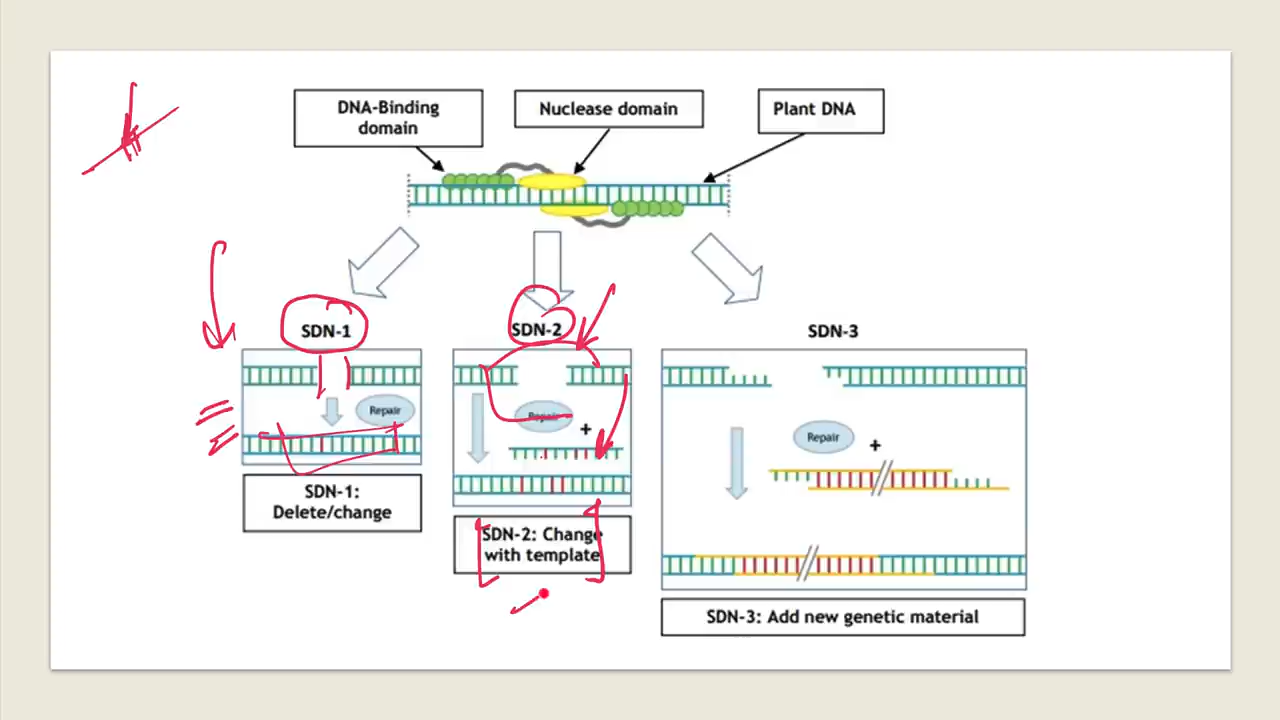 DNA-Binding
domain
Nuclease domain
Plant DNA
SDN-1
SDN-2
SDN-3
Repair
Repair
+
Repair
+
SDN-1:
Delete/change
SDN-2: Change
with template
SDN-3: Add new genetic material